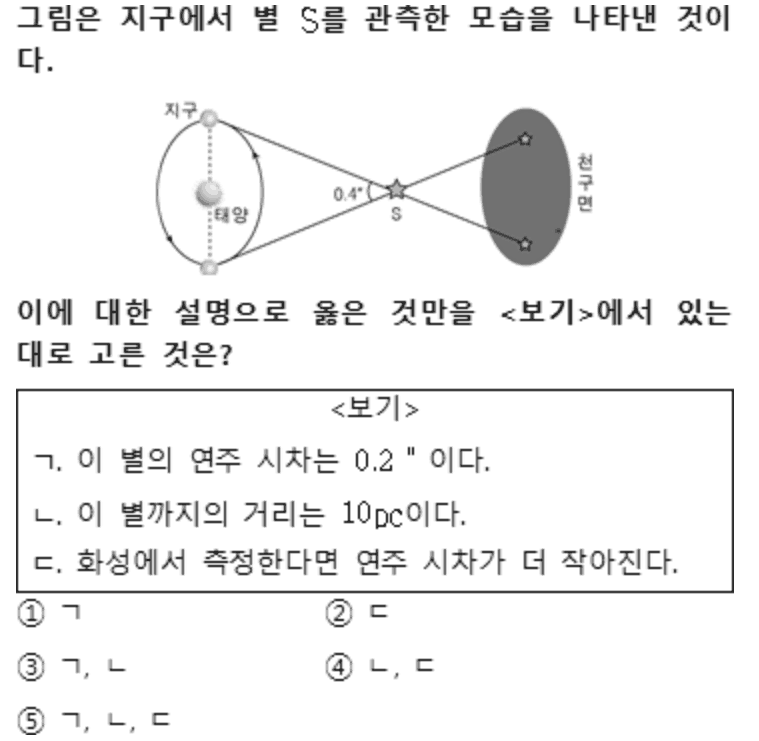 그림은 지구에서 별 S를 관측한 모습을 나타낸 것이
다.
지구
태양
0.4"
S
천구면
이에 대한 설명으로 옳은 것만을 <보기>에서 있는
대로 고른 것은?
<보기>
ㄱ. 이 별의 연주 시차는 0.2 " 이다.
ㄴ. 이 별까지의 거리는 10pc이다.
ㄷ. 화성에서 측정한다면 연주 시차가 더 작아진다.
① ㄱ ② ㄷ
③ ㄱ, ㄴ ④ ㄴ, ㄷ
⑤ ㄱ, ㄴ, ㄷ